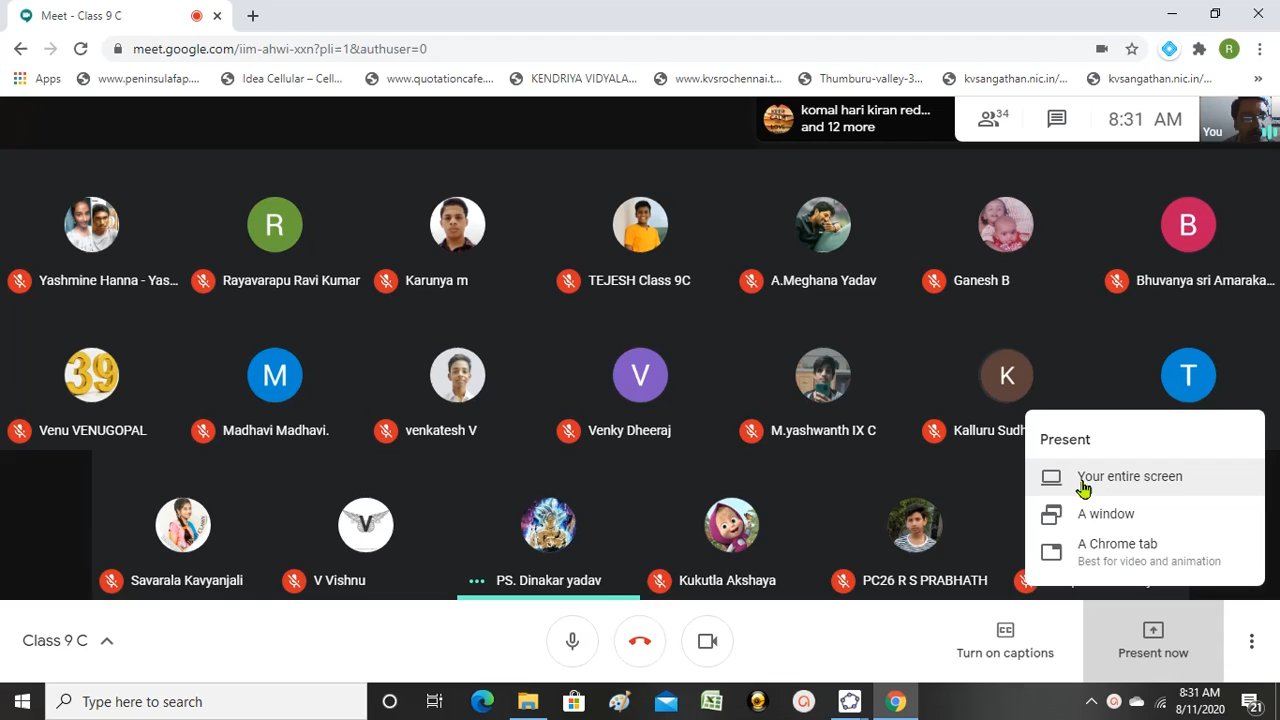 Meet - Class 9 C
meet.google.com/iim-ahwi-xxn?pli=1&authuser=0
R
Apps
www.peninsulafap....
Idea Cellular – Cell...
www.quotationcafe....
KENDRIYA VIDYALA...
www.kvsrochennai.t...
Thumburu-valley-3...
kvsangathan.nic.in/...
kvsangathan.nic.in/...
»
komal hari kiran red...
and 12 more
34
8:31 AM
You
R
B
Yashmine Hanna - Yas...
Rayavarapu Ravi Kumar
Karunya m
TEJESH Class 9C
A.Meghana Yadav
Ganesh B
Bhuvanya sri Amaraka...
39
M
V
K
T
Venu VENUGOPAL
Madhavi Madhavi.
venkatesh V
Venky Dheeraj
M.yashwanth IX C
Kalluru Sudh
Present
Your entire screen
A window
A Chrome tab
Best for video and animation
V
Savarala Kavyanjali
V Vishnu
PS. Dinakar yadav
Kukutla Akshaya
PC26 R S PRABHATH
Class 9 C
CC
Turn on captions
Present now
Type here to search
8:31 AM
8/11/2020
21